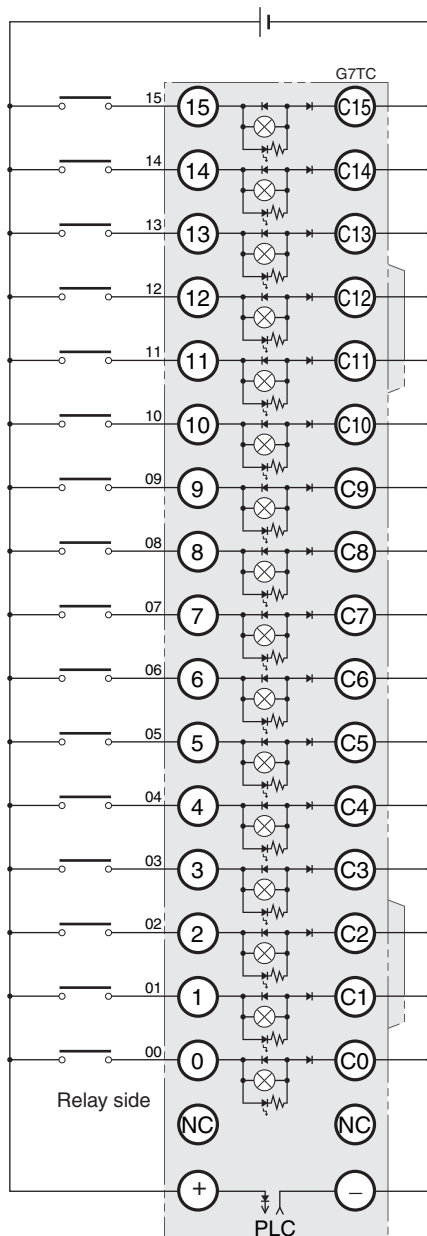 G7TC
15 15 C15
14 14 C14
13 13 C13
12 12 C12
11 11 C11
10 10 C10
09 9 C9
08 8 C8
07 7 C7
06 6 C6
05 5 C5
04 4 C4
03 3 C3
02 2 C2
01 1 C1
00 0 C0
Relay side
NC NC
+ −
PLC